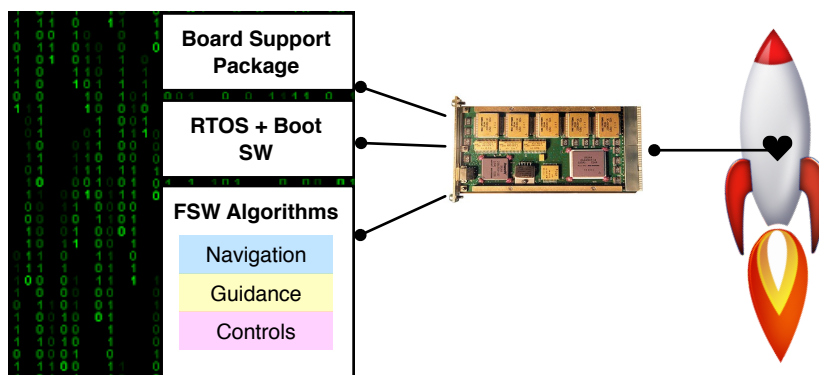 Board Support
Package
RTOS + Boot
SW
FSW Algorithms
Navigation
Guidance
Controls